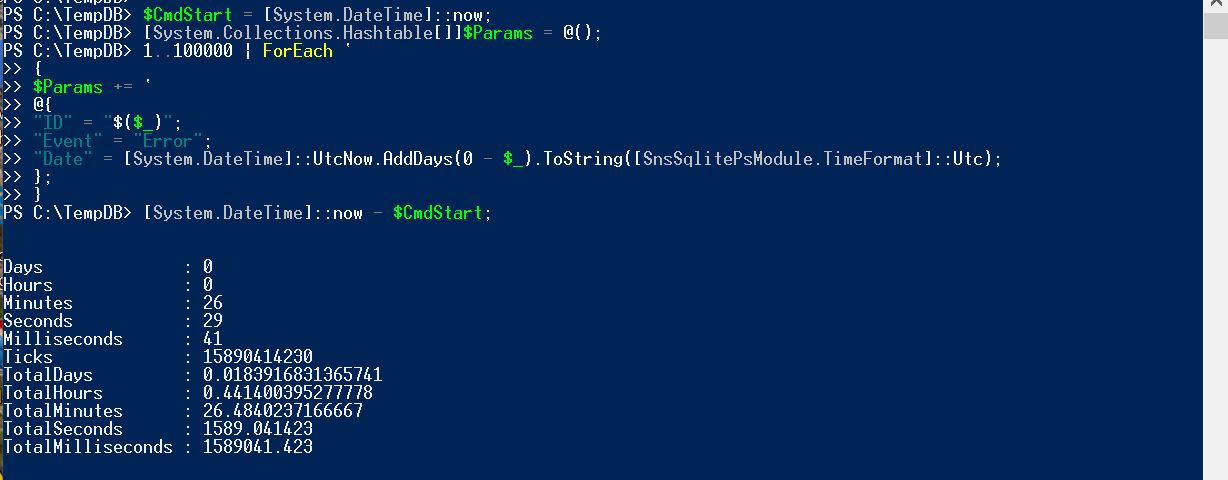 PS C:\TempDB> $CmdStart = [System.DateTime]::now;
PS C:\TempDB> [System.Collections.Hashtable[]]$Params = @();
PS C:\TempDB> 1..100000 | ForEach `
>> {
>> $Params += `
>> @{
>> "ID" = "$($_)";
>> "Event" = "Error";
>> "Date" = [System.DateTime]::UtcNow.AddDays(0 - $_).ToString([SnsSqlitePsModule.TimeFormat]::Utc);
>> };
>> }
PS C:\TempDB> [System.DateTime]::now - $CmdStart;
Days : 0
Hours : 0
Minutes : 26
Seconds : 29
Milliseconds : 41
Ticks : 15890414230
TotalDays : 0.0183916831365741
TotalHours : 0.441400395277778
TotalMinutes : 26.4840237166667
TotalSeconds : 1589.041423
TotalMilliseconds : 1589041.423